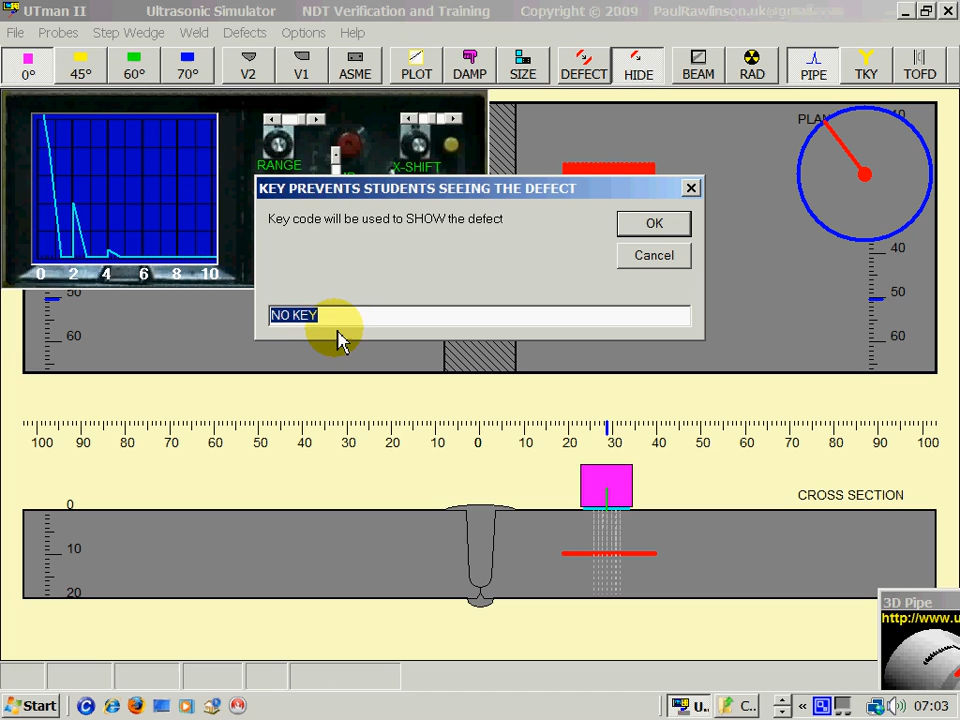 UTman II Ultrasonic Simulator NDT Verification and Training Copyright © 2009
File Probes Step Wedge Weld Defects Options Help
0° 45° 60° 70° V2 V1 ASME PLOT DAMP SIZE DEFECT HIDE BEAM RAD PIPE TKY TOFD
RANGE X-SHIFT
0 2 4 6 8 10
PLAN 40
KEY PREVENTS STUDENTS SEEING THE DEFECT
Key code will be used to SHOW the defect
OK
Cancel
NO KEY
40
50 50
60 60
100 90 80 70 60 50 40 30 20 10 0 10 20 30 40 50 60 70 80 90 100
CROSS SECTION
0
10
20
3D Pipe
http://www.u
Start U.. C... « 07:03